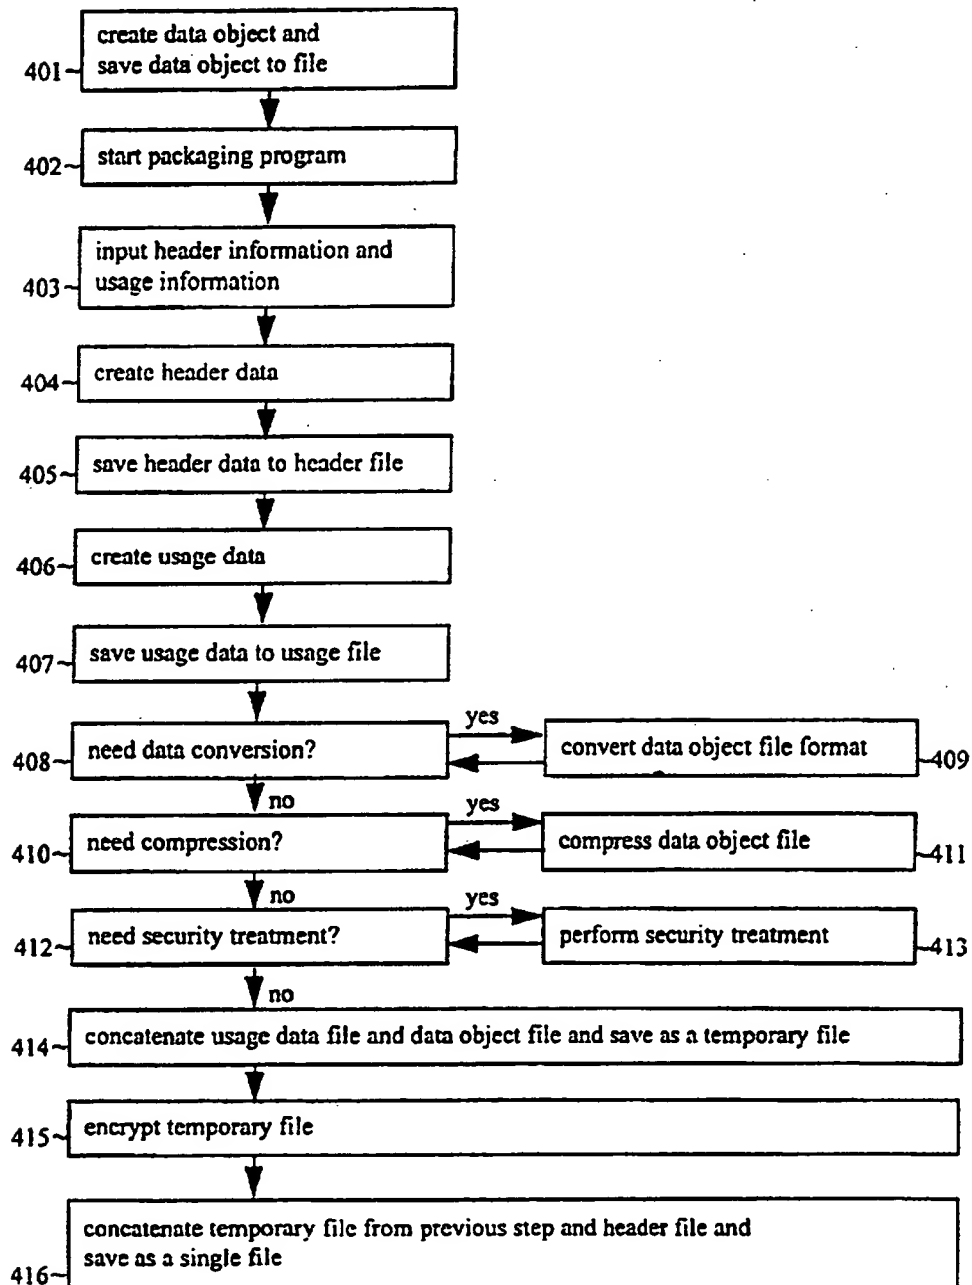 create data object and
save data object to file
401
start packaging program
402
input header information and
usage information
403
create header data
404
save header data to header file
405
create usage data
406
save usage data to usage file
407
yes
need data conversion?
convert data object file format
408
409
no
yes
need compression?
compress data object file
410
411
no
yes
need security treatment?
perform security treatment
412
413
no
concatenate usage data file and data object file and save as a temporary file
414
encrypt temporary file
415
concatenate temporary file from previous step and header file and
save as a single file
416